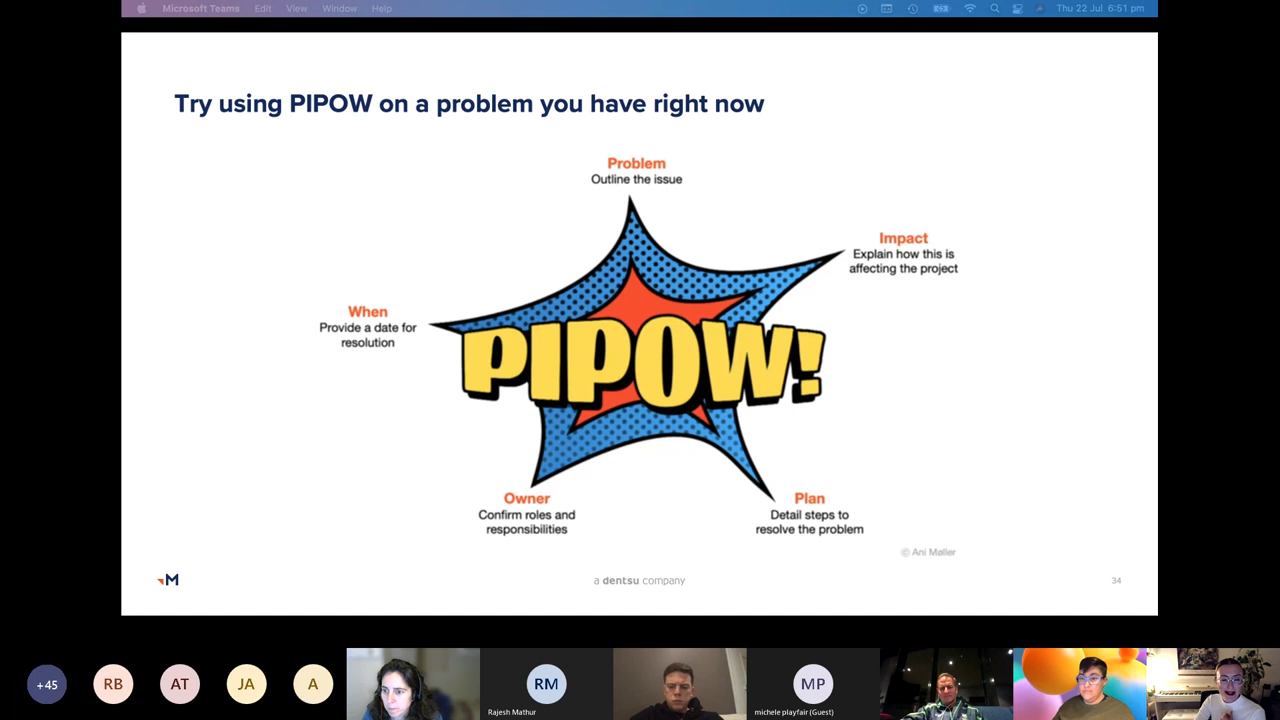 Microsoft Teams Edit View Window Help
Thu 22 Jul 6:51 pm
Try using PIPOW on a problem you have right now
Problem
Outline the issue
Impact
Explain how this is
affecting the project
When
Provide a date for
resolution
PIPOW!
Owner
Confirm roles and
responsibilities
Plan
Detail steps to
resolve the problem
© Ani Møller
M
a dentsu company
34
+45
RB
AT
JA
A
RM
Rajesh Mathur
MP
michele playfair (Guest)